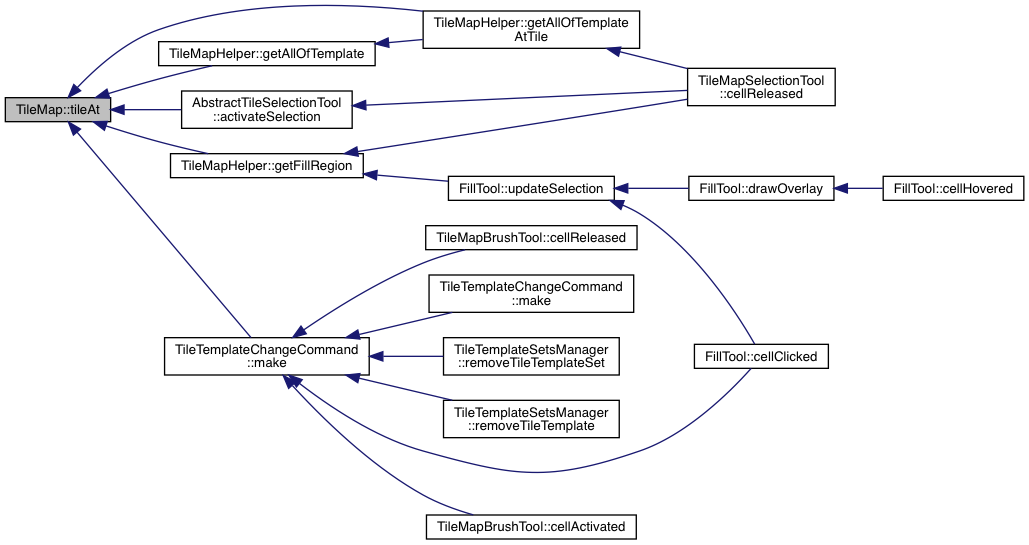 TileMapHelper::getAllOfTemplate
AtTile
TileMapHelper::getAllOfTemplate
TileMapSelectionTool
::cellReleased
TileMap::tileAt
AbstractTileSelectionTool
::activateSelection
TileMapHelper::getFillRegion
FillTool::updateSelection
FillTool::drawOverlay
FillTool::cellHovered
TileMapBrushTool::cellReleased
TileTemplateChangeCommand
::make
TileTemplateChangeCommand
::make
TileTemplateSetsManager
::removeTileTemplateSet
FillTool::cellClicked
TileTemplateSetsManager
::removeTileTemplate
TileMapBrushTool::cellActivated